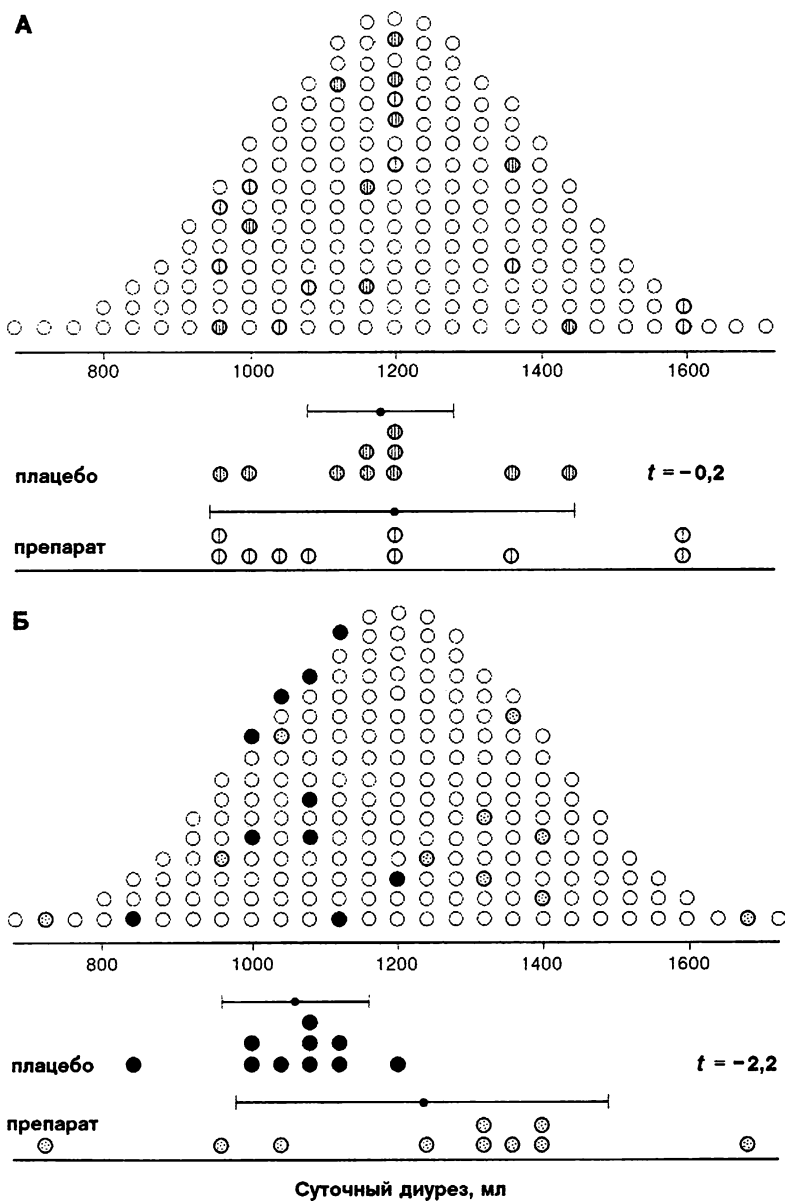 А
800 1000 1200 1400 1600
плацебо t = −0,2
препарат
Б
800 1000 1200 1400 1600
плацебо t = −2,2
препарат
Суточный диурез, мл